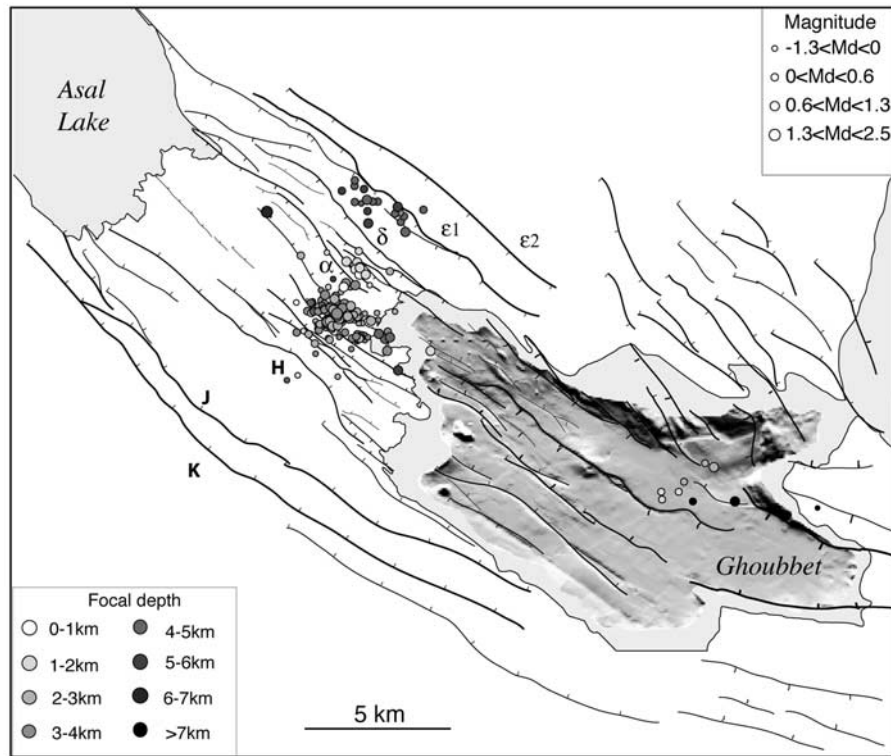 Magnitude
-1.3<Md<0
0<Md<0.6
0.6<Md<1.3
1.3<Md<2.5
Asal
Lake
ε1
δ
ε2
α
H
J
K
Ghoubbet
Focal depth
0-1km
4-5km
1-2km
5-6km
2-3km
6-7km
3-4km
>7km
5 km